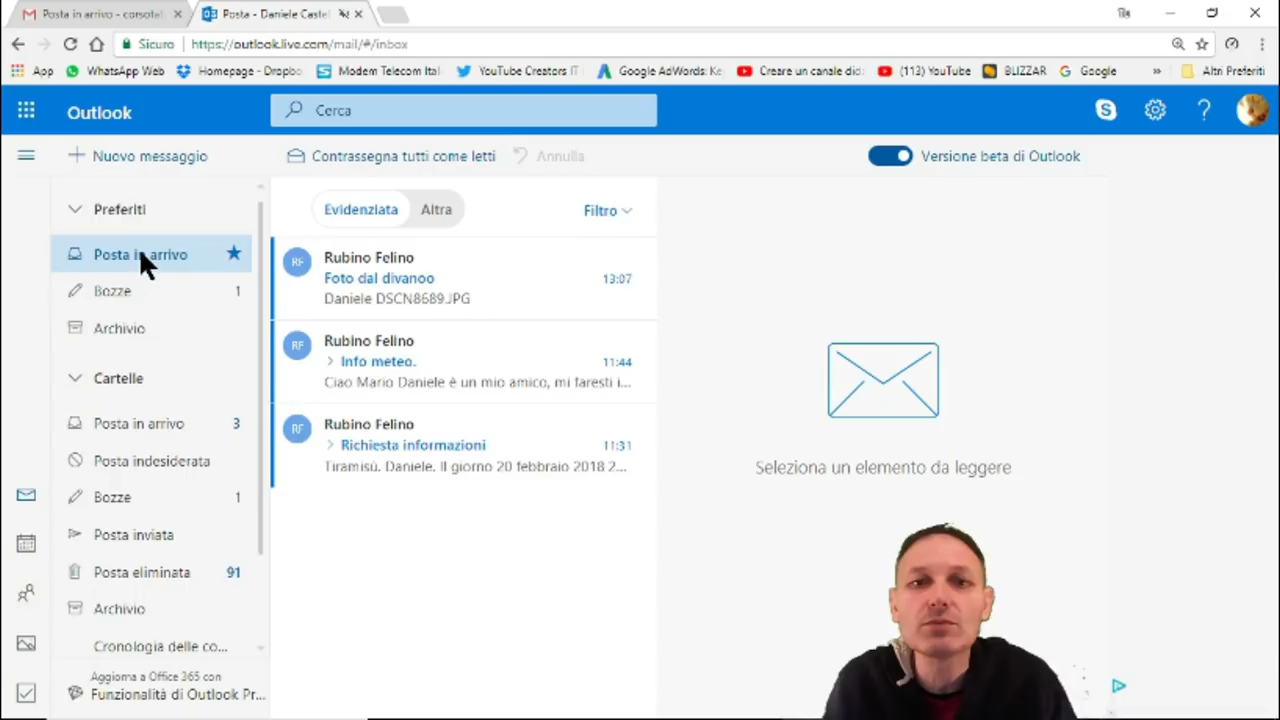 Posta in arrivo - corsotal
Posta - Daniele Castel
Sicuro
https://outlook.live.com/mail/#/inbox
App
WhatsApp Web
Homepage - Dropbo
Modem Telecom Ital
YouTube Creators IT
Google AdWords: Ke
Creare un canale did
(113) YouTube
BLIZZAR
Google
»
Altri Preferiti
Outlook
Cerca
Nuovo messaggio
Contrassegna tutti come letti
Annulla
Versione beta di Outlook
Preferiti
Posta in arrivo
Bozze 1
Archivio
Cartelle
Posta in arrivo 3
Posta indesiderata
Bozze 1
Posta inviata
Posta eliminata 91
Archivio
Cronologia delle co...
Aggiorna a Office 365 con
Funzionalità di Outlook Pr...
Evidenziata Altra Filtro
RF
Rubino Felino
Foto dal divanoo 13:07
Daniele DSCN8689.JPG
RF
Rubino Felino
> Info meteo. 11:44
Ciao Mario Daniele è un mio amico, mi faresti i...
RF
Rubino Felino
> Richiesta informazioni 11:31
Tiramisù. Daniele. Il giorno 20 febbraio 2018 2...
Seleziona un elemento da leggere